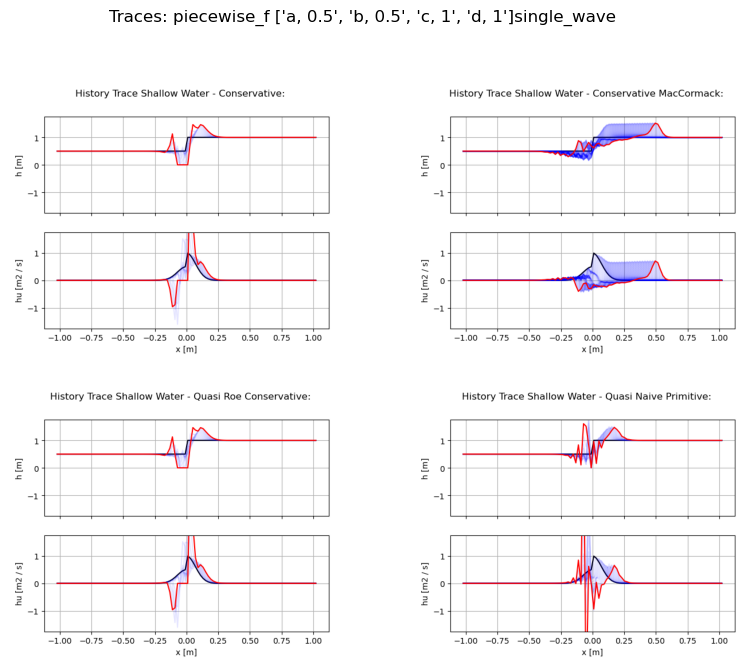 Traces: piecewise_f ['a, 0.5', 'b, 0.5', 'c, 1', 'd, 1']single_wave
History Trace Shallow Water - Conservative:
History Trace Shallow Water - Conservative MacCormack:
h [m]
1
0
−1
h [m]
1
0
−1
hu [m2 / s]
1
0
−1
−1.00 −0.75 −0.50 −0.25 0.00 0.25 0.50 0.75 1.00
x [m]
hu [m2 / s]
1
0
−1
−1.00 −0.75 −0.50 −0.25 0.00 0.25 0.50 0.75 1.00
x [m]
History Trace Shallow Water - Quasi Roe Conservative:
History Trace Shallow Water - Quasi Naive Primitive:
h [m]
1
0
−1
h [m]
1
0
−1
hu [m2 / s]
1
0
−1
−1.00 −0.75 −0.50 −0.25 0.00 0.25 0.50 0.75 1.00
x [m]
hu [m2 / s]
1
0
−1
−1.00 −0.75 −0.50 −0.25 0.00 0.25 0.50 0.75 1.00
x [m]